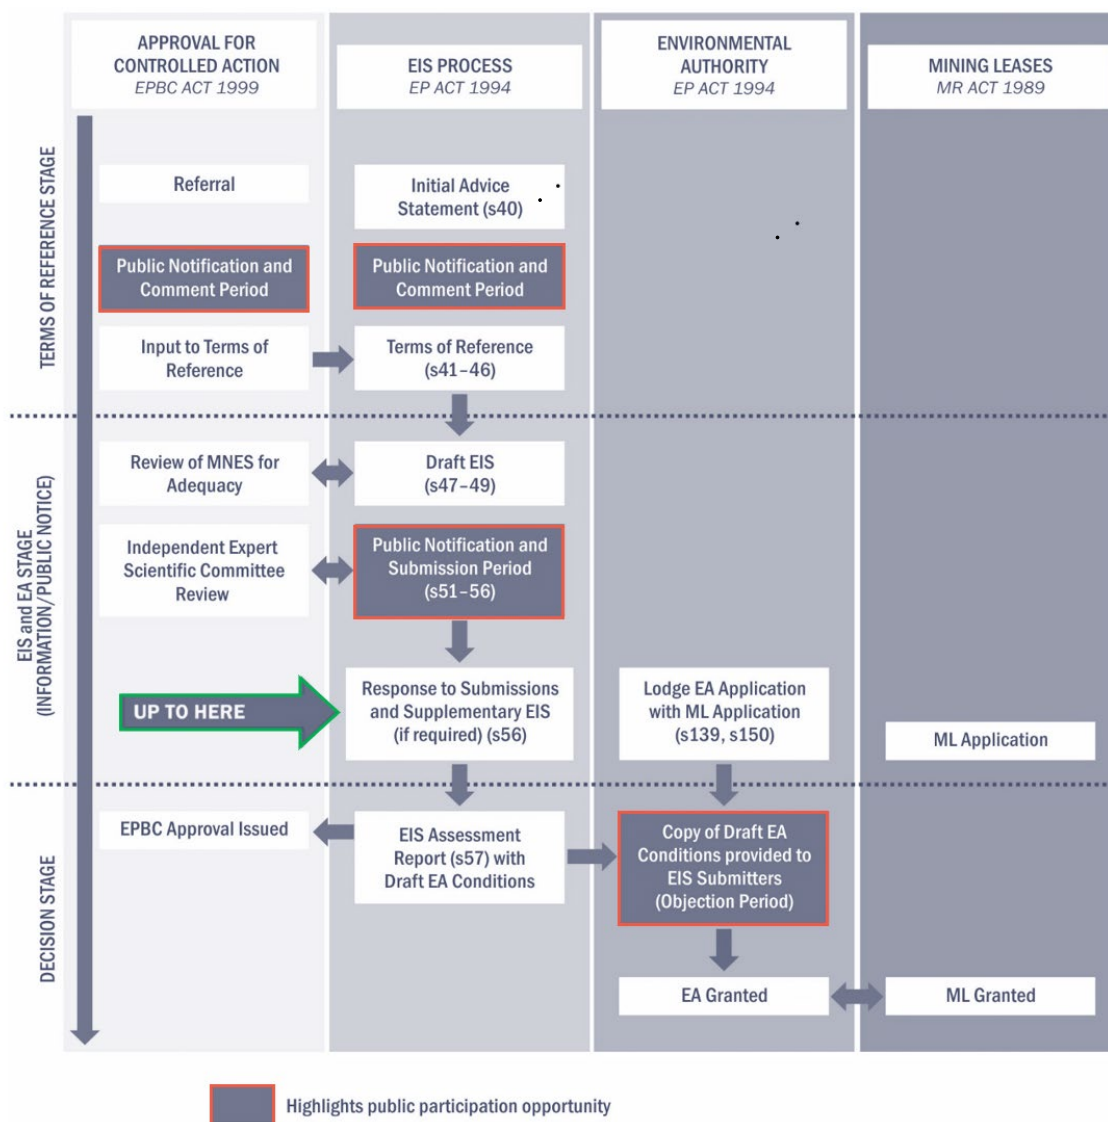 APPROVAL FOR
CONTROLLED ACTION
EPBC ACT 1999
EIS PROCESS
EP ACT 1994
ENVIRONMENTAL
AUTHORITY
EP ACT 1994
MINING LEASES
MR ACT 1989
TERMS OF REFERENCE STAGE
Referral
Initial Advice
Statement (s40)
Public Notification and
Comment Period
Public Notification and
Comment Period
Input to Terms of
Reference
Terms of Reference
(s41–46)
EIS and EA STAGE
(INFORMATION/PUBLIC NOTICE)
Review of MNES for
Adequacy
Draft EIS
(s47–49)
Independent Expert
Scientific Committee
Review
Public Notification and
Submission Period
(s51–56)
UP TO HERE
Response to Submissions
and Supplementary EIS
(if required) (s56)
Lodge EA Application
with ML Application
(s139, s150)
ML Application
DECISION STAGE
EPBC Approval Issued
EIS Assessment
Report (s57) with
Draft EA Conditions
Copy of Draft EA
Conditions provided to
EIS Submitters
(Objection Period)
EA Granted
ML Granted
Highlights public participation opportunity